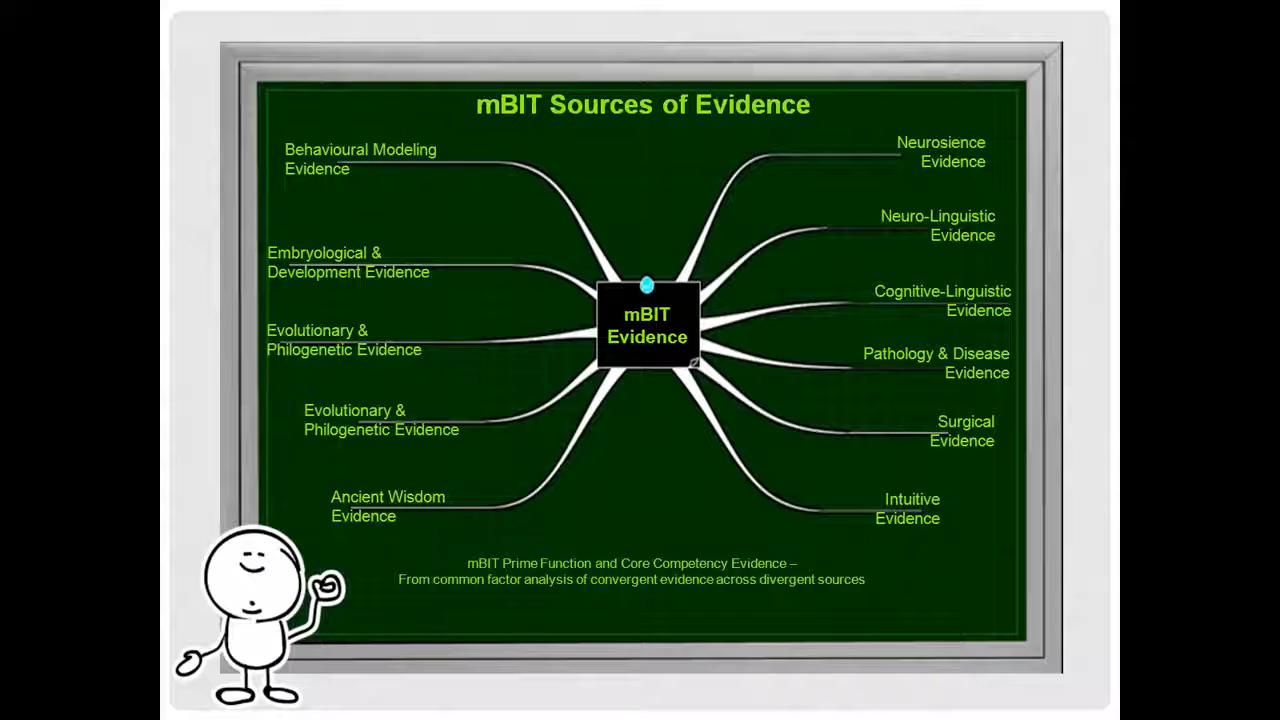 mBIT Sources of Evidence
Behavioural Modeling
Evidence
Embryological &
Development Evidence
Evolutionary &
Philogenetic Evidence
Evolutionary &
Philogenetic Evidence
Ancient Wisdom
Evidence
mBIT
Evidence
Neurosience
Evidence
Neuro-Linguistic
Evidence
Cognitive-Linguistic
Evidence
Pathology & Disease
Evidence
Surgical
Evidence
Intuitive
Evidence
mBIT Prime Function and Core Competency Evidence –
From common factor analysis of convergent evidence across divergent sources